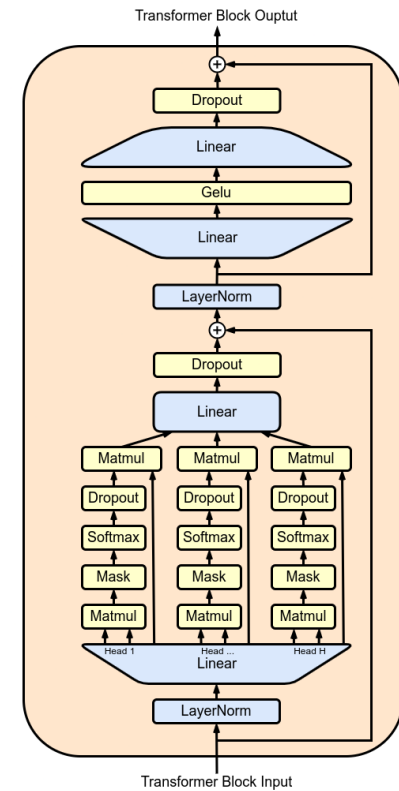 Transformer Block Ouptut
+
Dropout
Linear
Gelu
Linear
LayerNorm
+
Dropout
Linear
Matmul Matmul Matmul
Dropout Dropout Dropout
Softmax Softmax Softmax
Mask Mask Mask
Matmul Matmul Matmul
Head 1 Head ... Head H
Linear
LayerNorm
Transformer Block Input